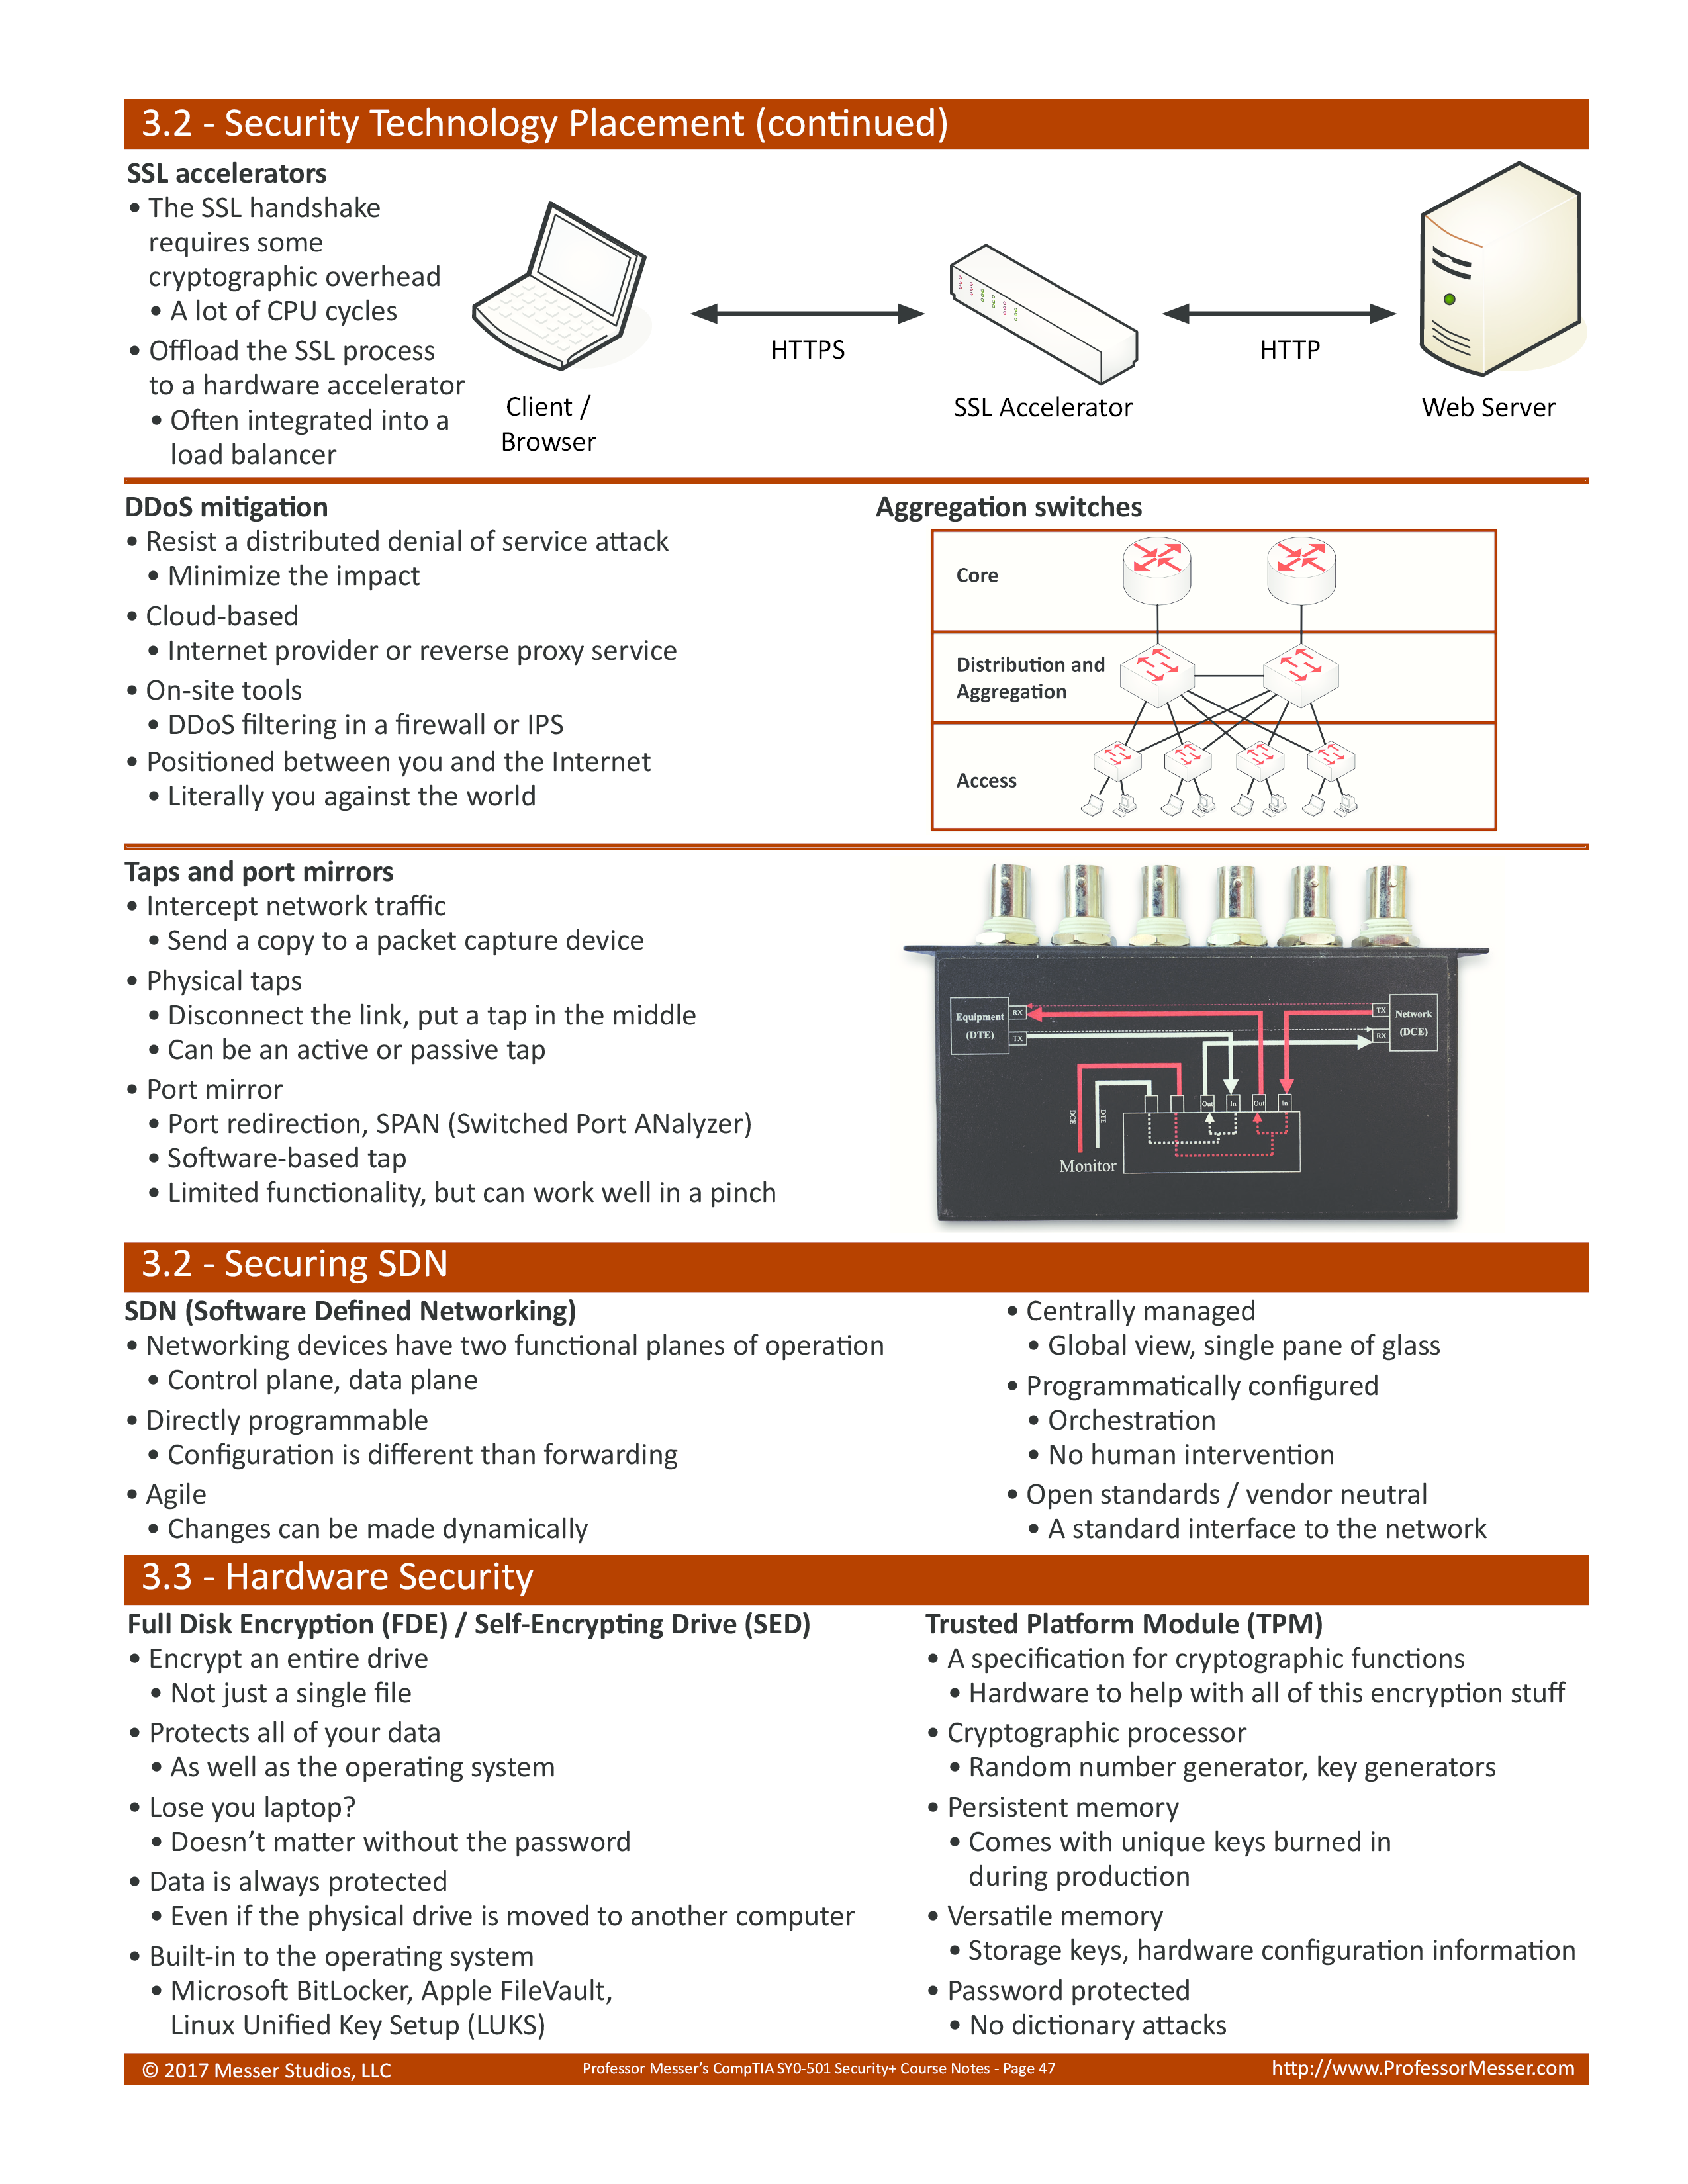 3.2 - Security Technology Placement (continued)
SSL accelerators
• The SSL handshake
requires some
cryptographic overhead
• A lot of CPU cycles
• Offload the SSL process
to a hardware accelerator
• Often integrated into a
load balancer
Client /
Browser
HTTPS
SSL Accelerator
HTTP
Web Server
DDoS mitigation
• Resist a distributed denial of service attack
• Minimize the impact
• Cloud-based
• Internet provider or reverse proxy service
• On-site tools
• DDoS filtering in a firewall or IPS
• Positioned between you and the Internet
• Literally you against the world
Aggregation switches
Core
Distribution and
Aggregation
Access
Taps and port mirrors
• Intercept network traffic
• Send a copy to a packet capture device
• Physical taps
• Disconnect the link, put a tap in the middle
• Can be an active or passive tap
• Port mirror
• Port redirection, SPAN (Switched Port ANalyzer)
• Software-based tap
• Limited functionality, but can work well in a pinch
Equipment
(DTE)
RX
TX
TX
RX
Network
(DCE)
DCE
DTE
Out
In
Out
In
Monitor
3.2 - Securing SDN
SDN (Software Defined Networking)
• Networking devices have two functional planes of operation
• Control plane, data plane
• Directly programmable
• Configuration is different than forwarding
• Agile
• Changes can be made dynamically
• Centrally managed
• Global view, single pane of glass
• Programmatically configured
• Orchestration
• No human intervention
• Open standards / vendor neutral
• A standard interface to the network
3.3 - Hardware Security
Full Disk Encryption (FDE) / Self-Encrypting Drive (SED)
• Encrypt an entire drive
• Not just a single file
• Protects all of your data
• As well as the operating system
• Lose you laptop?
• Doesn’t matter without the password
• Data is always protected
• Even if the physical drive is moved to another computer
• Built-in to the operating system
• Microsoft BitLocker, Apple FileVault,
Linux Unified Key Setup (LUKS)
Trusted Platform Module (TPM)
• A specification for cryptographic functions
• Hardware to help with all of this encryption stuff
• Cryptographic processor
• Random number generator, key generators
• Persistent memory
• Comes with unique keys burned in
during production
• Versatile memory
• Storage keys, hardware configuration information
• Password protected
• No dictionary attacks
© 2017 Messer Studios, LLC
Professor Messer’s CompTIA SY0-501 Security+ Course Notes - Page 47
http://www.ProfessorMesser.com